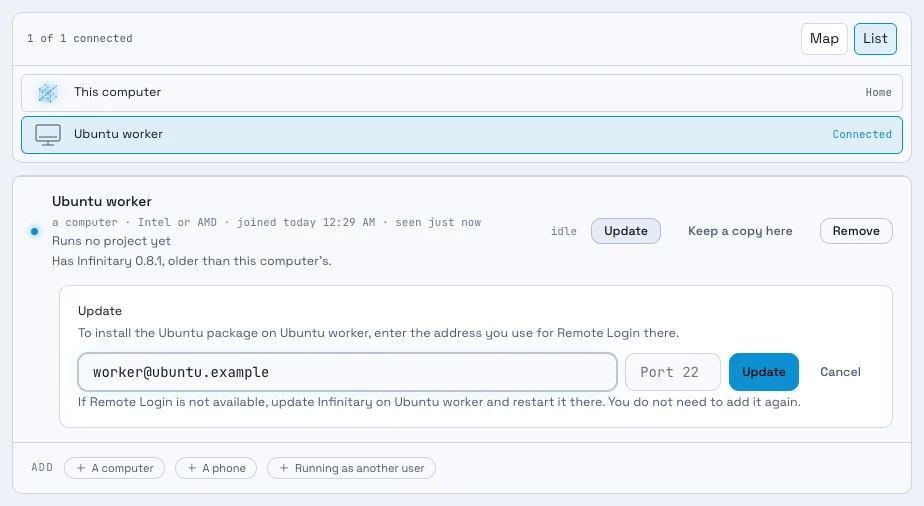 1 of 1 connected
Map
List
This computer
Home
Ubuntu worker
Connected
Ubuntu worker
a computer · Intel or AMD · joined today 12:29 AM · seen just now
Runs no project yet
Has Infinitary 0.8.1, older than this computer's.
idle
Update
Keep a copy here
Remove
Update
To install the Ubuntu package on Ubuntu worker, enter the address you use for Remote Login there.
worker@ubuntu.example
Port 22
Update
Cancel
If Remote Login is not available, update Infinitary on Ubuntu worker and restart it there. You do not need to add it again.
ADD
+ A computer
+ A phone
+ Running as another user